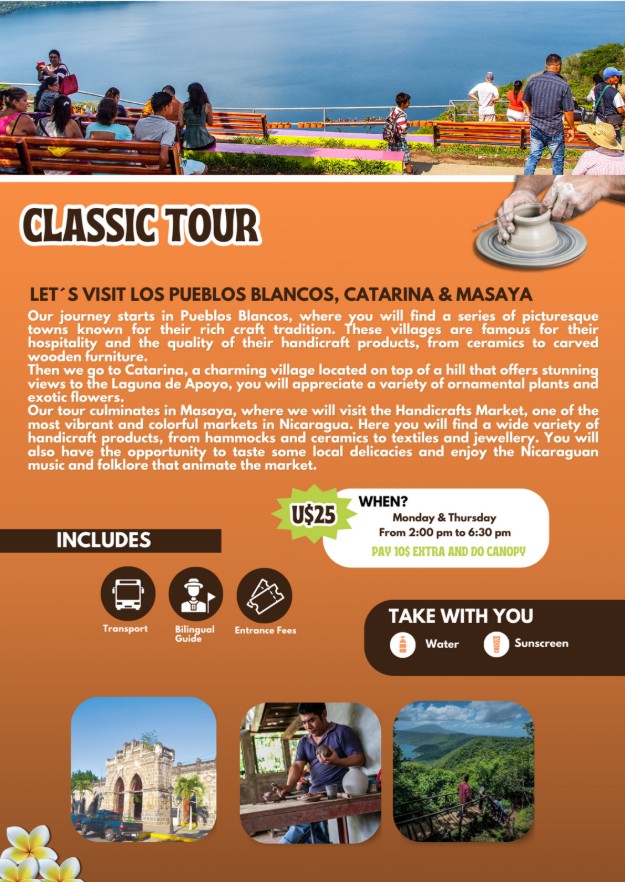 CLASSIC TOUR
LET´S VISIT LOS PUEBLOS BLANCOS, CATARINA & MASAYA
Our journey starts in Pueblos Blancos, where you will find a series of picturesque
towns known for their rich craft tradition. These villages are famous for their
hospitality and the quality of their handicraft products, from ceramics to carved
wooden furniture.
Then we go to Catarina, a charming village located on top of a hill that offers stunning
views to the Laguna de Apoyo, you will appreciate a variety of ornamental plants and
exotic flowers.
Our tour culminates in Masaya, where we will visit the Handicrafts Market, one of the
most vibrant and colorful markets in Nicaragua. Here you will find a wide variety of
handicraft products, from hammocks and ceramics to textiles and jewellery. You will
also have the opportunity to taste some local delicacies and enjoy the Nicaraguan
music and folklore that animate the market.
U$25
WHEN?
Monday & Thursday
From 2:00 pm to 6:30 pm
PAY 10$ EXTRA AND DO CANOPY
INCLUDES
Transport
Bilingual
Guide
Entrance Fees
TAKE WITH YOU
Water
Sunscreen